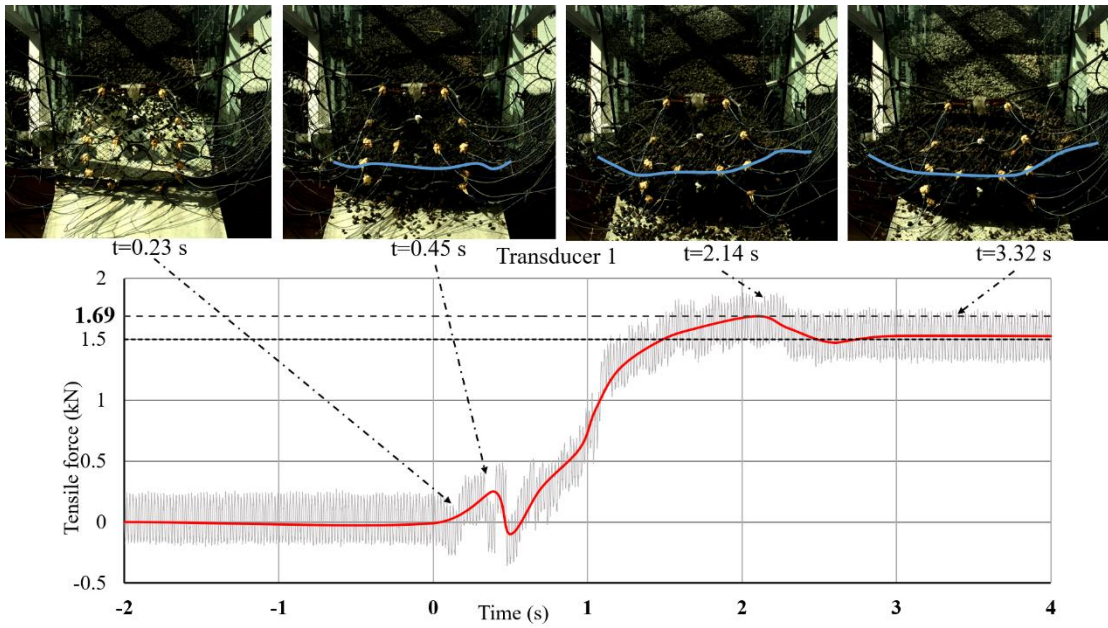 t=0.23 s
t=0.45 s
Transducer 1
t=2.14 s
t=3.32 s
2
1.69
1.5
1
0.5
0
-0.5
Tensile force (kN)
-2
-1
0
1
2
3
4
Time (s)